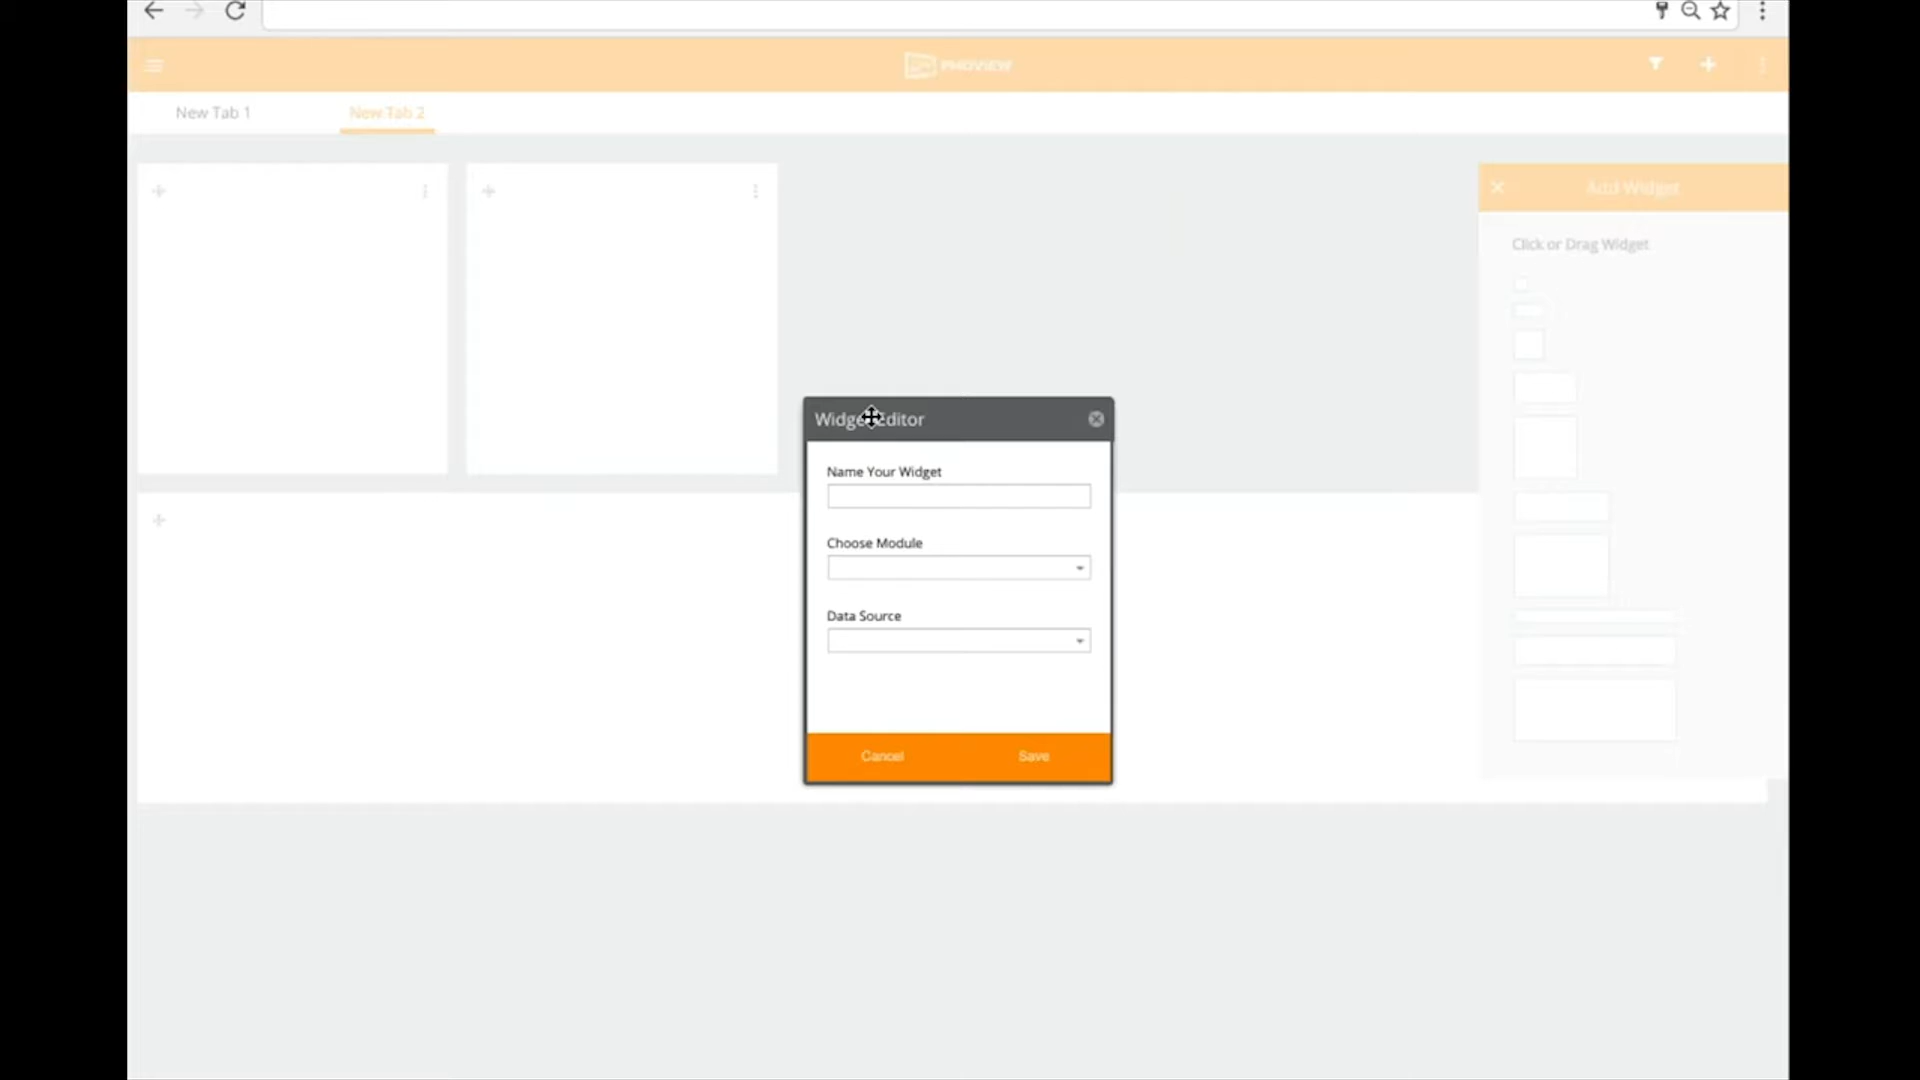 PMOVIEW
New Tab 1
New Tab 2
Add Widget
Click or Drag Widget
Widget Editor
Name Your Widget
Choose Module
Data Source
Cancel
Save